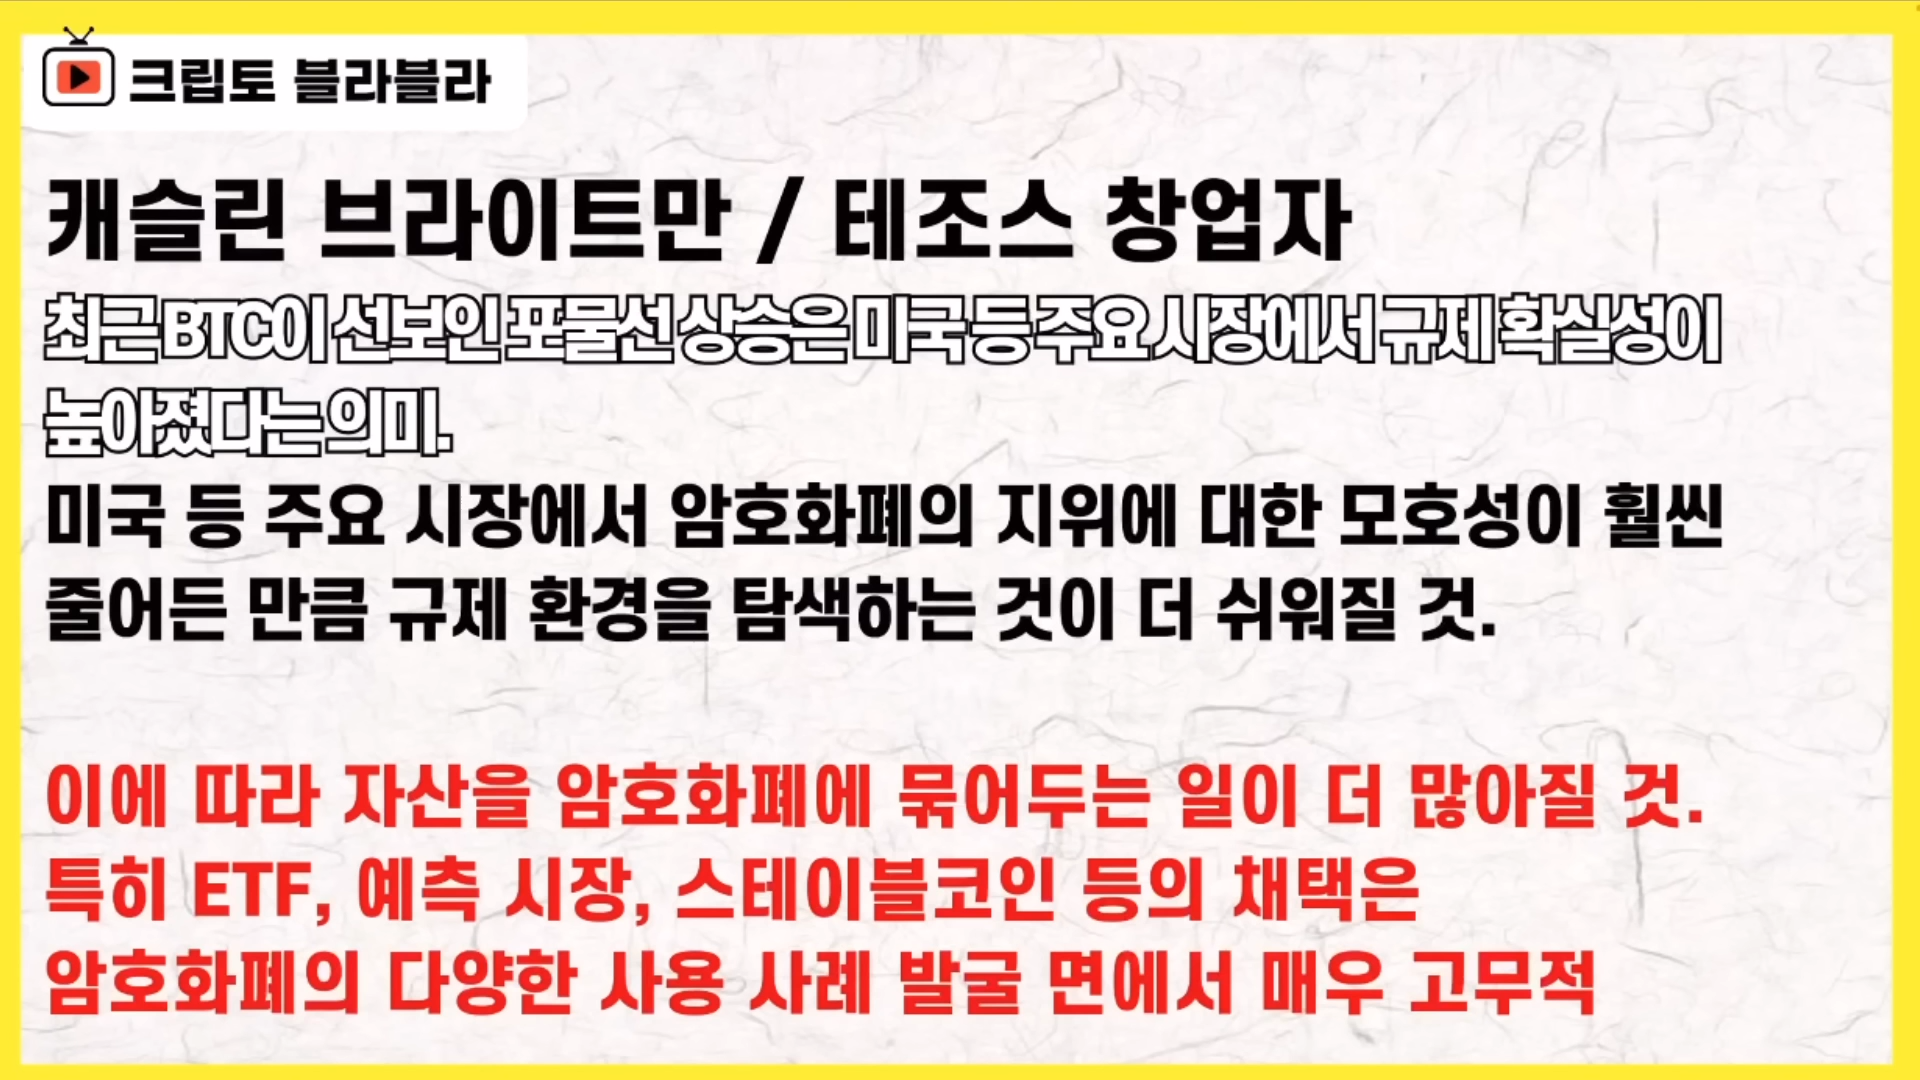 크립토 블라블라
캐슬린 브라이트만 / 테조스 창업자
최근 BTC이 선보인 포물선 상승은 미국 등 주요 시장에서 규제 확실성이
높아졌다는 의미.
미국 등 주요 시장에서 암호화폐의 지위에 대한 모호성이 훨씬
줄어든 만큼 규제 환경을 탐색하는 것이 더 쉬워질 것.
이에 따라 자산을 암호화폐에 묶어두는 일이 더 많아질 것.
특히 ETF, 예측 시장, 스테이블코인 등의 채택은
암호화폐의 다양한 사용 사례 발굴 면에서 매우 고무적